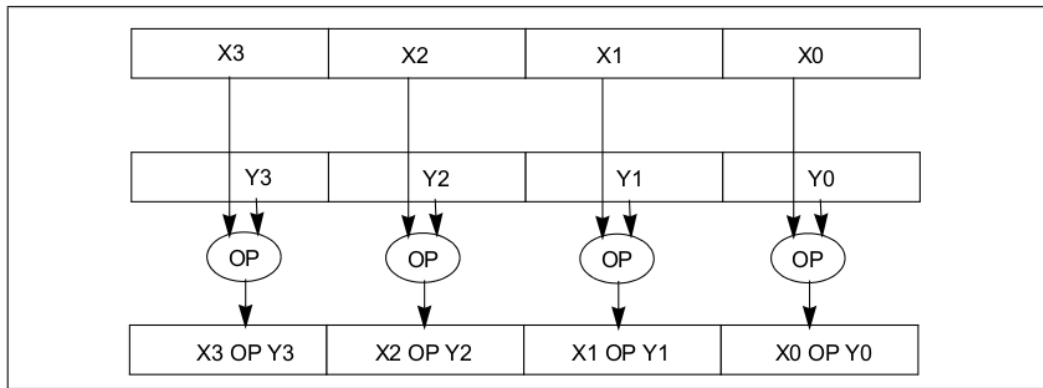 X3 X2 X1 X0
Y3 Y2 Y1 Y0
OP OP OP OP
X3 OP Y3 X2 OP Y2 X1 OP Y1 X0 OP Y0